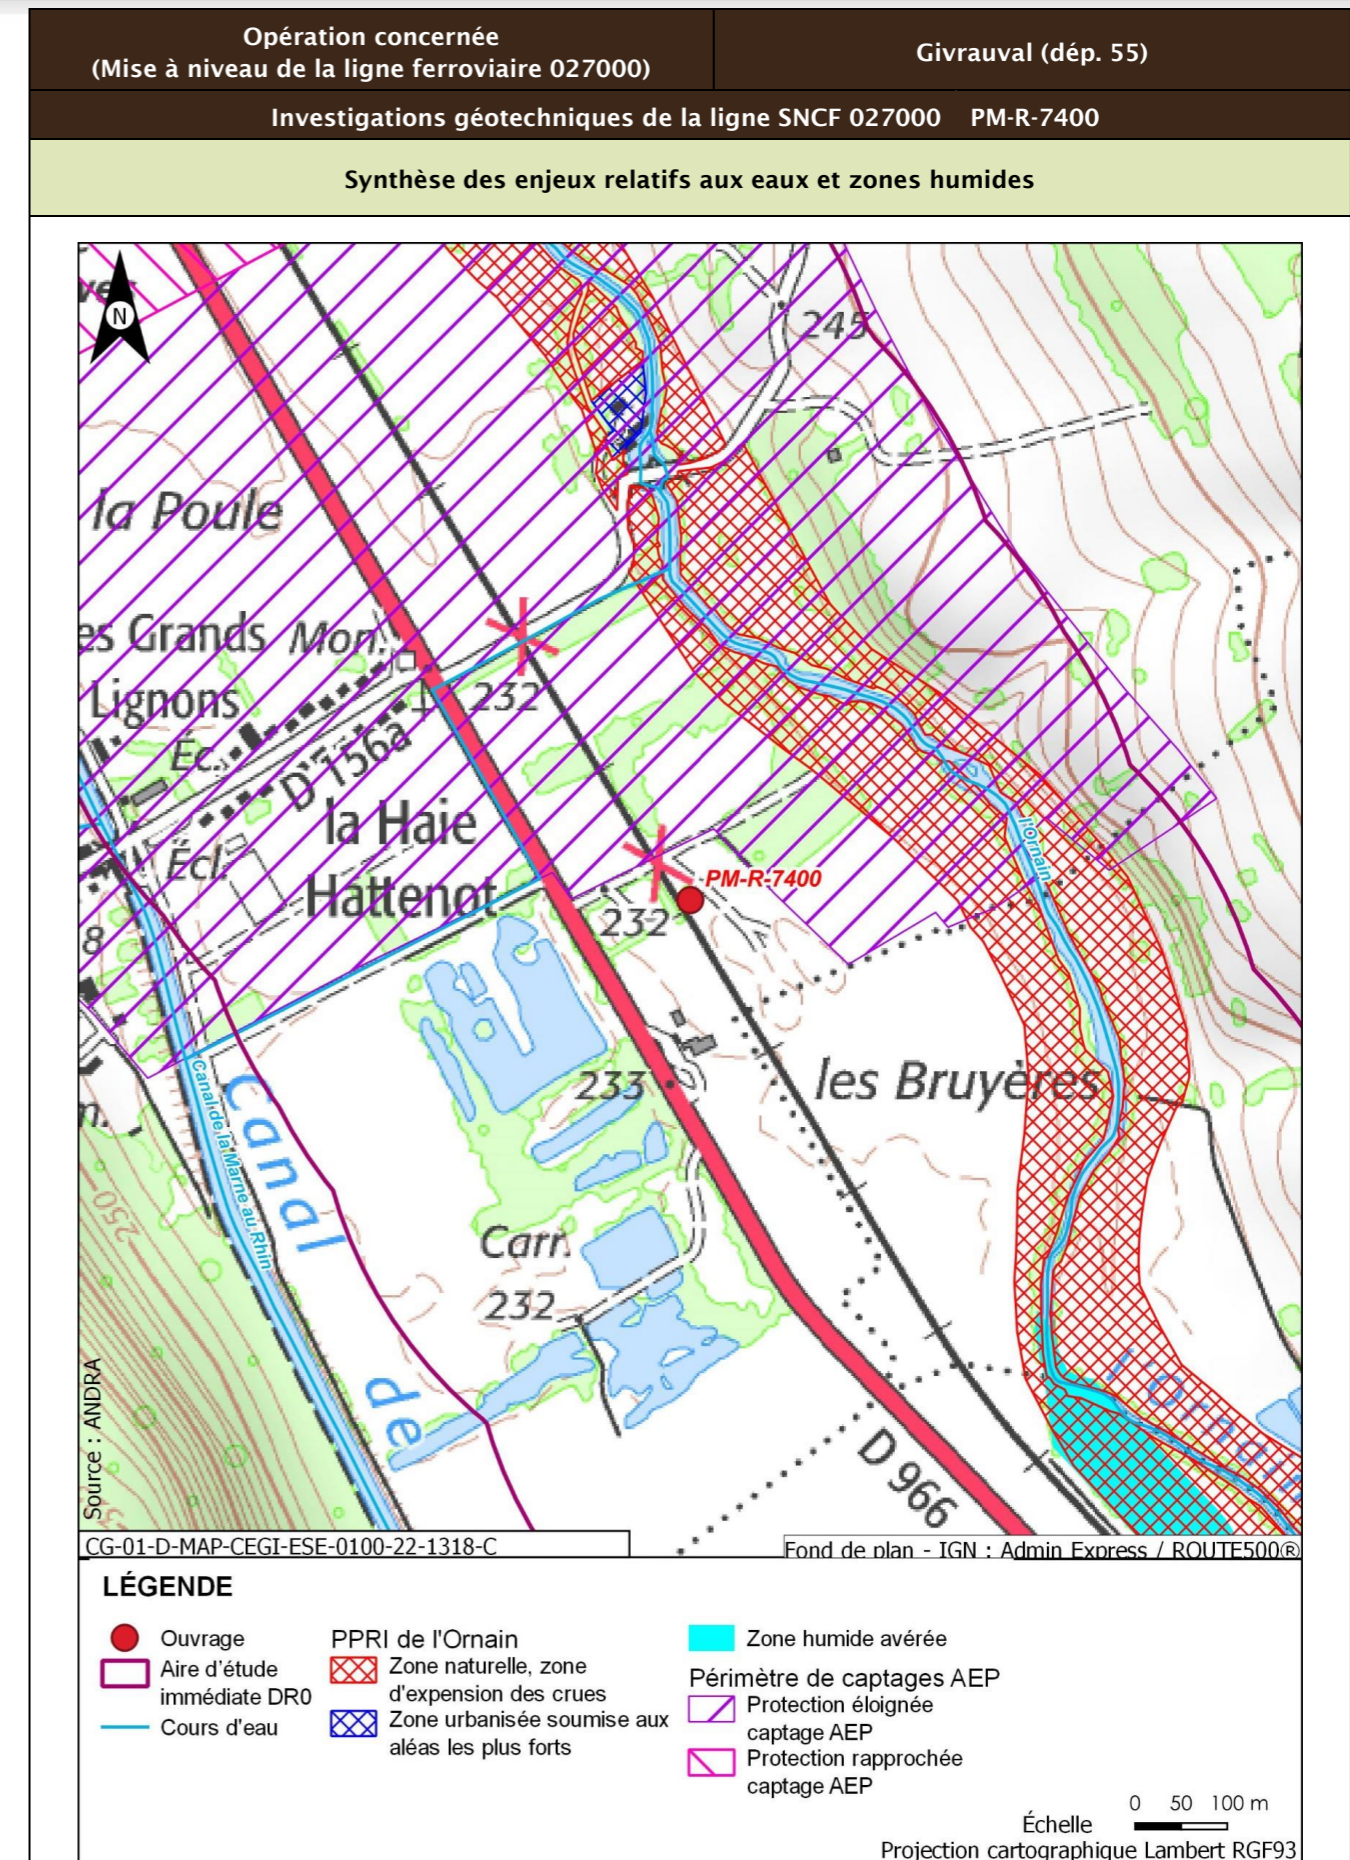 Opération concernée
(Mise à niveau de la ligne ferroviaire 027000)
Givrauval (dép. 55)
Investigations géotechniques de la ligne SNCF 027000 PM-R-7400
Synthèse des enjeux relatifs aux eaux et zones humides
N
245
la Poule
es Grands
Lignons
Mon.
232
Éc.
D 156a
la Haie
Hattenot
Écl.
8
PM-R-7400
232
l'Ornain
les Bruyères
233
Canal de la Marne au Rhin
Canal
de
n.
250
Carr.
232
D 966
l'Ornain
Source : ANDRA
CG-01-D-MAP-CEGI-ESE-0100-22-1318-C
Fond de plan - IGN : Admin Express / ROUTE500®
LÉGENDE
Ouvrage
Aire d'étude
immédiate DR0
Cours d'eau
PPRI de l'Ornain
Zone naturelle, zone
d'expension des crues
Zone urbanisée soumise aux
aléas les plus forts
Zone humide avérée
Périmètre de captages AEP
Protection éloignée
captage AEP
Protection rapprochée
captage AEP
0 50 100 m
Échelle
Projection cartographique Lambert RGF93